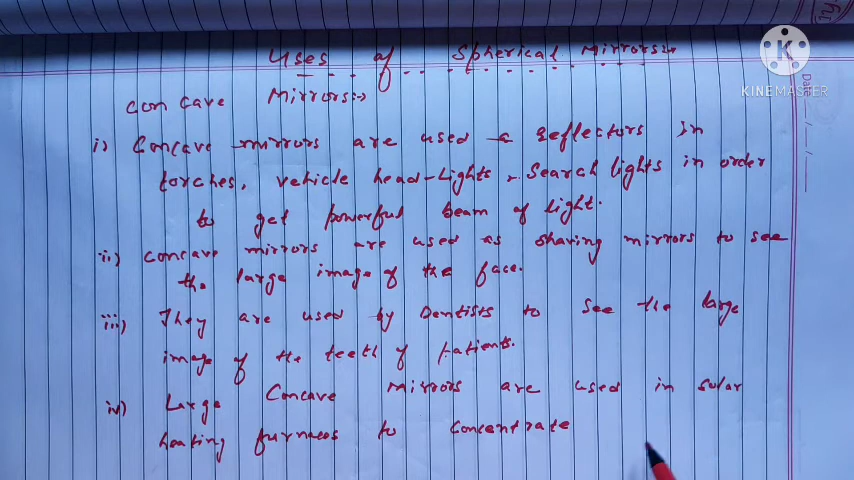 Uses of Spherical Mirrors:→
Concave Mirrors:→
i) Concave mirrors are used a reflectors In
torches, vehicle head-Lights, Search lights in order
to get powerful beam of light.
ii) concave mirrors are used as shaving mirrors to see
the large image of the face.
iii) They are used by Dentists to see the large
image of the teeth of patients.
iv) Large Concave Mirrors are used in solar
heating furnaces to concentrate
KINEMASTER
Date